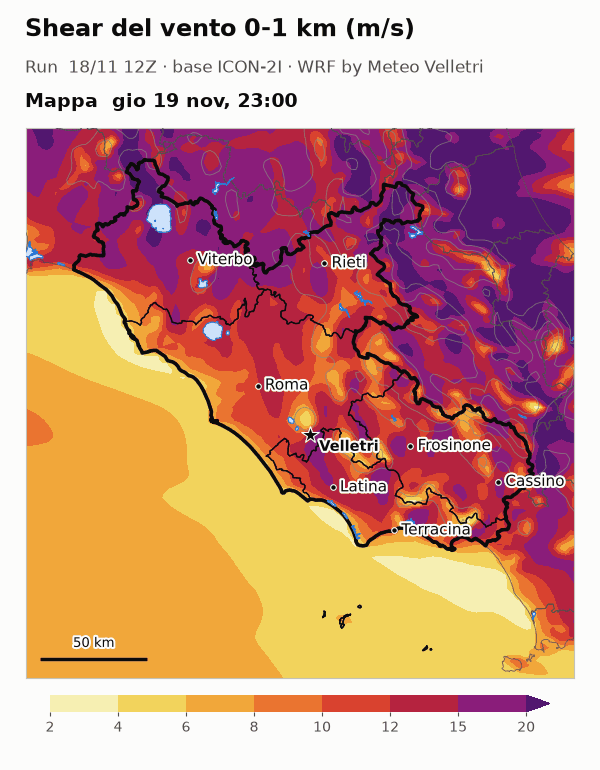 Shear del vento 0-1 km (m/s)
Run  18/11 12Z · base ICON-2I · WRF by Meteo Velletri
Mappa  gio 19 nov, 23:00
Viterbo
Rieti
Roma
Velletri
Frosinone
Latina
Cassino
Terracina
50 km
2 4 6 8 10 12 15 20